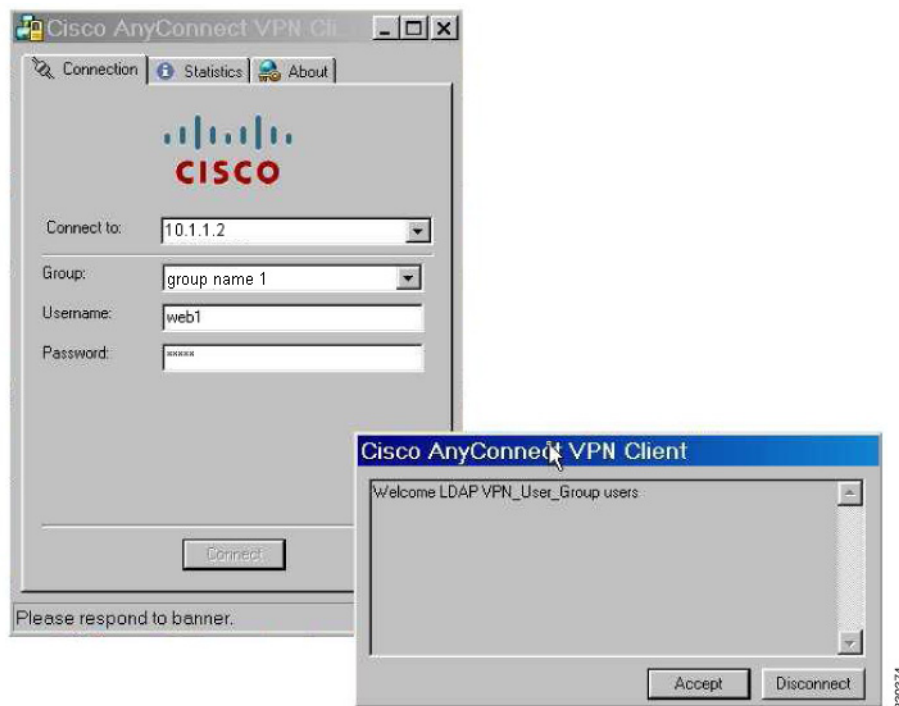 Cisco AnyConnect VPN Cli...
Connection
Statistics
About
CISCO
Connect to:
10.1.1.2
Group:
group name 1
Username:
web1
Password:
*****
Connect
Please respond to banner.
Cisco AnyConnect VPN Client
Welcome LDAP VPN_User_Group users
Accept
Disconnect